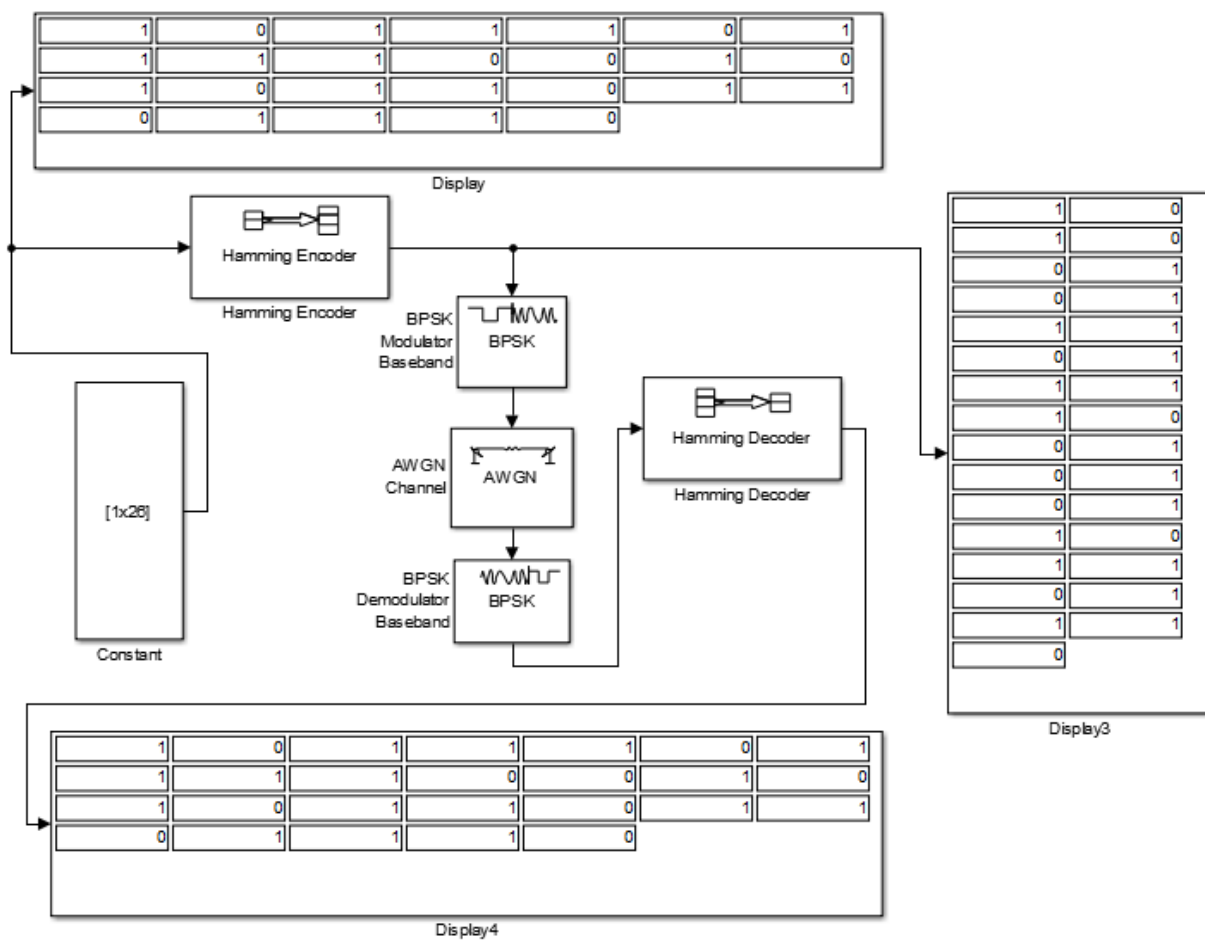 1 0 1 1 1 0 1
1 1 1 0 0 1 0
1 0 1 1 0 1 1
0 1 1 1 0
Display
Hamming Encoder
Hamming Encoder
BPSK
Modulator
Baseband
BPSK
AWGN
Channel
AWGN
BPSK
Demodulator
Baseband
BPSK
[1x26]
Constant
Hamming Decoder
Hamming Decoder
1 0
1 0
0 1
0 1
1 1
0 1
1 1
1 0
0 1
0 1
0 1
1 0
1 1
0 1
1 1
0
Display3
1 0 1 1 1 0 1
1 1 1 0 0 1 0
1 0 1 1 0 1 1
0 1 1 1 0
Display4